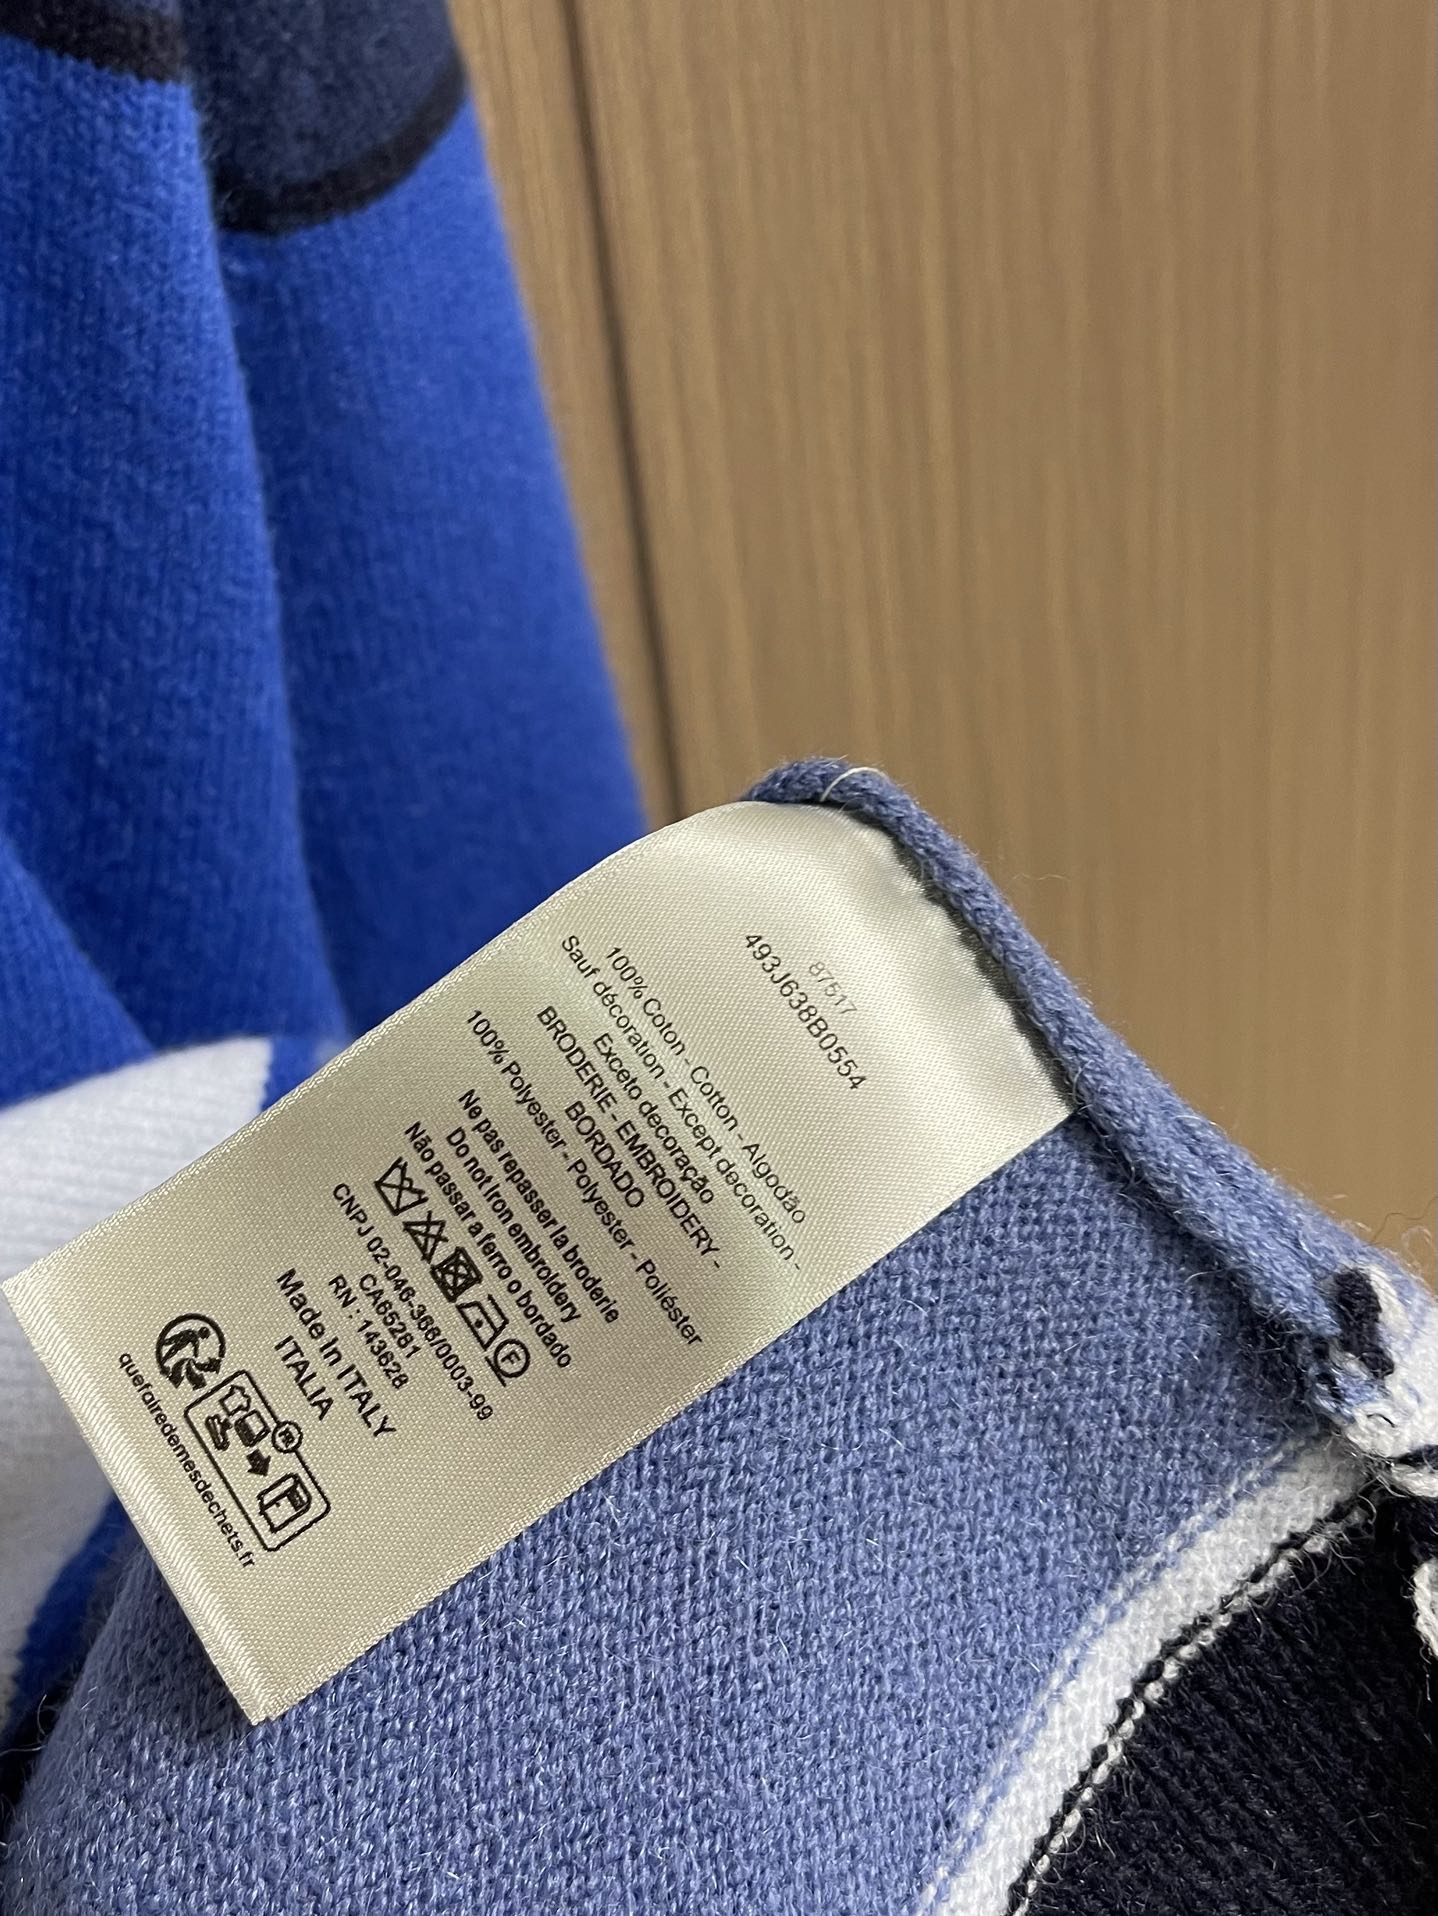 87517
493J638B0554
100% Coton - Cotton - Algodão
Sauf décoration - Except decoration -
Exceto decoração
BRODERIE - EMBROIDERY -
BORDADO
100% Polyester - Polyester - Poliéster
Ne pas repasser la broderie
Do not Iron embroidery
Não passar a ferro o bordado
F
CNPJ 02-046-366/0003-99
CA65281
RN : 143628
Made In ITALY
ITALIA
FR
quefairedemesdechets.fr